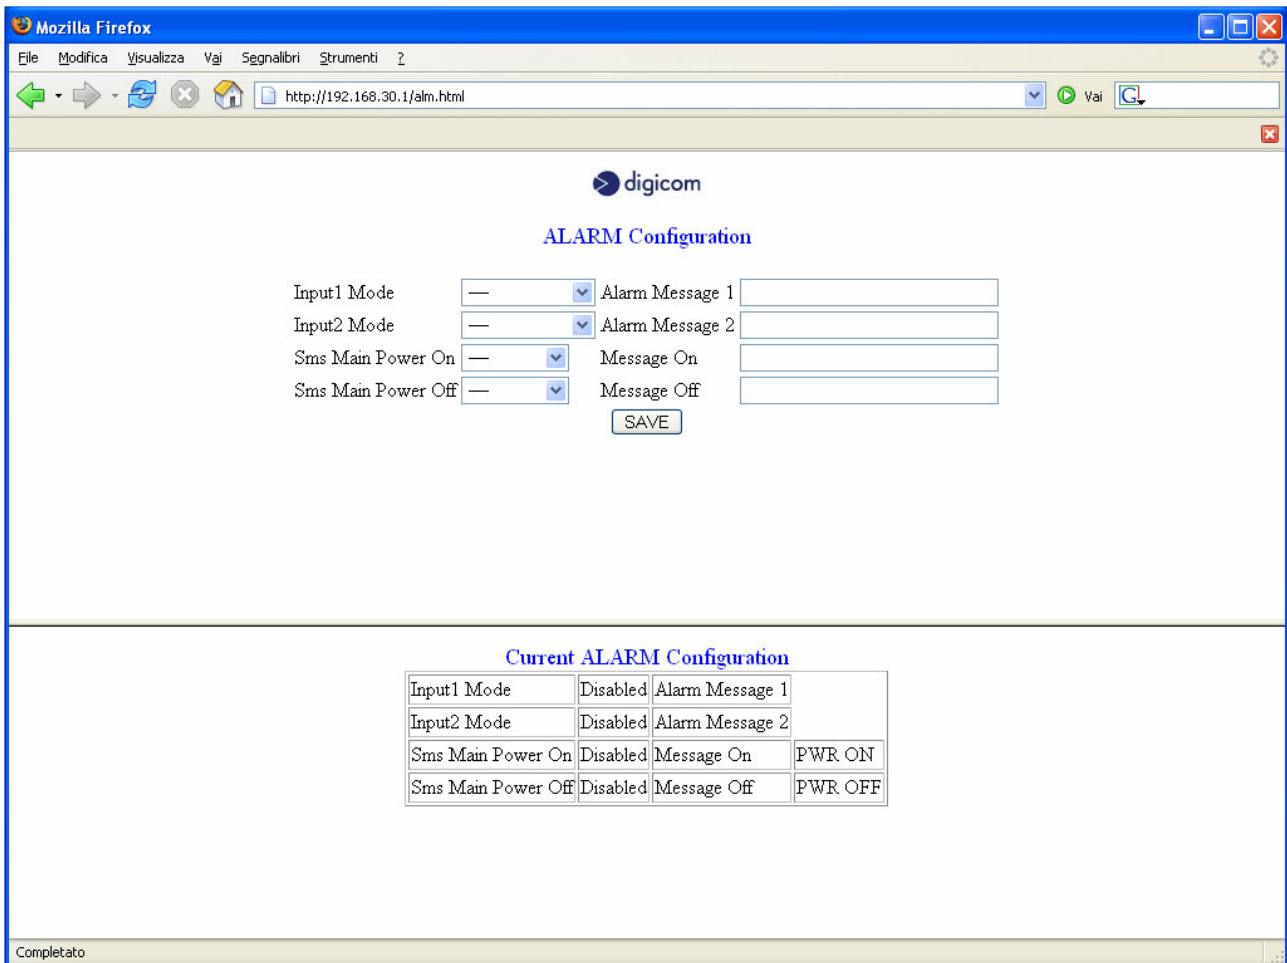 Mozilla Firefox
File Modifica Visualizza Vai Segnalibri Strumenti ?
http://192.168.30.1/alm.html Vai G
digicom
ALARM Configuration
Input1 Mode — Alarm Message 1
Input2 Mode — Alarm Message 2
Sms Main Power On — Message On
Sms Main Power Off — Message Off
SAVE
Current ALARM Configuration
Input1 Mode Disabled Alarm Message 1
Input2 Mode Disabled Alarm Message 2
Sms Main Power On Disabled Message On PWR ON
Sms Main Power Off Disabled Message Off PWR OFF
Completato